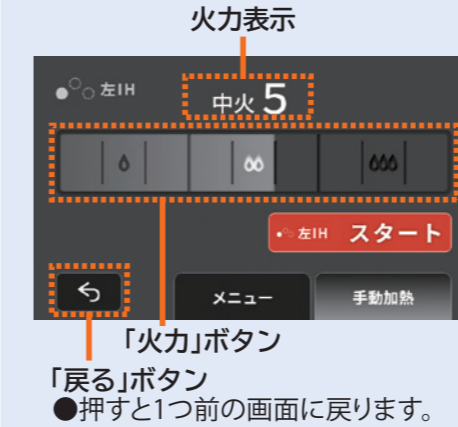 火力表示
左IH
中火 5
左IH スタート
メニュー 手動加熱
「火力」ボタン
「戻る」ボタン
●押すと1つ前の画面に戻ります。